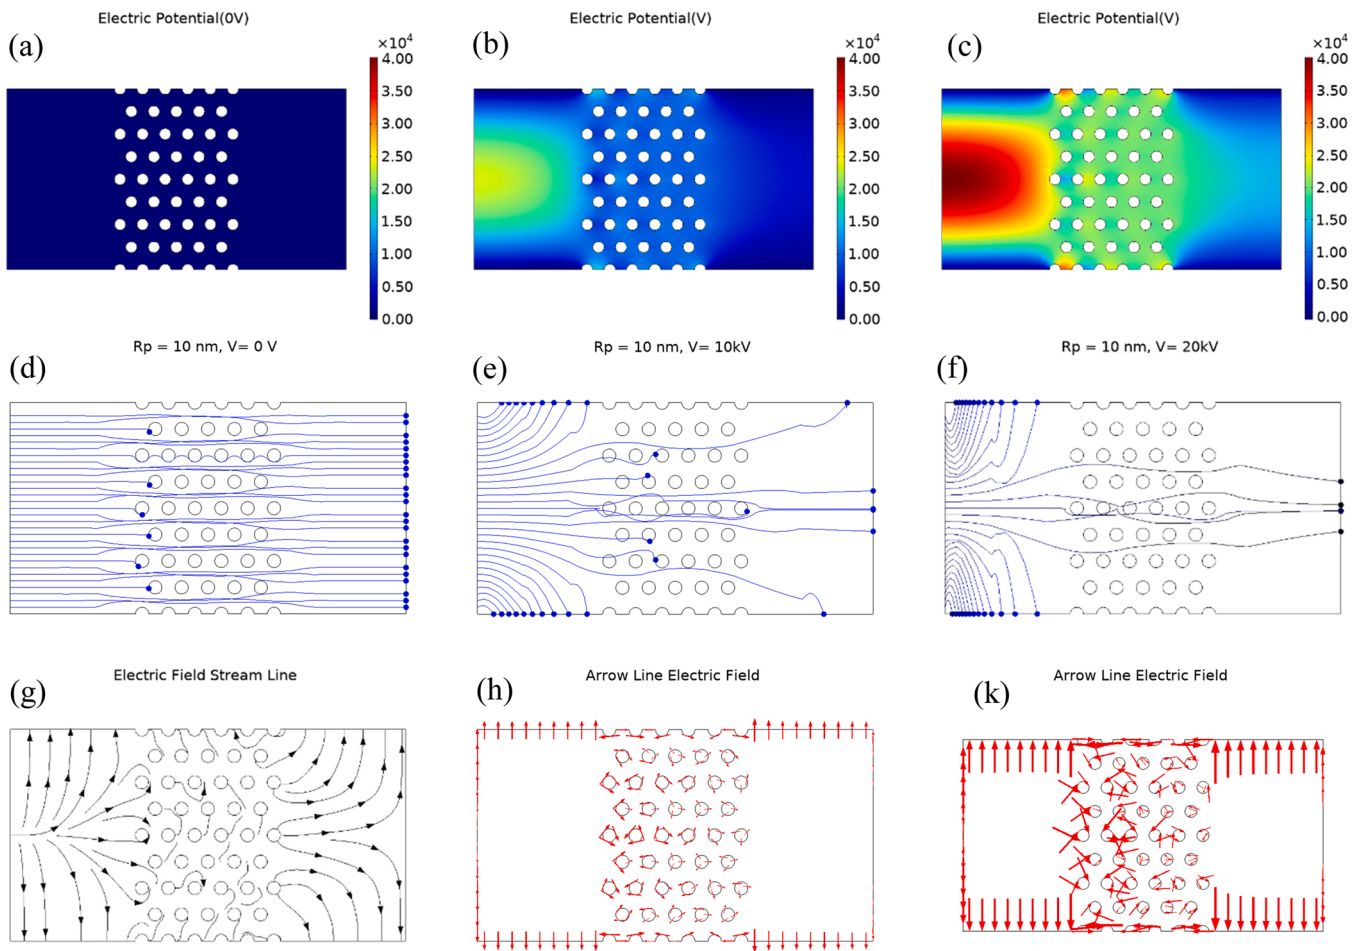 Electric Potential(0V)
Electric Potential(V)
Electric Potential(V)
(a)
(b)
(c)
×10⁴
4.00
3.50
3.00
2.50
2.00
1.50
1.00
0.50
0.00
×10⁴
4.00
3.50
3.00
2.50
2.00
1.50
1.00
0.50
0.00
×10⁴
4.00
3.50
3.00
2.50
2.00
1.50
1.00
0.50
0.00
Rp = 10 nm, V= 0 V
Rp = 10 nm, V= 10kV
Rp = 10 nm, V= 20kV
(d)
(e)
(f)
Electric Field Stream Line
Arrow Line Electric Field
Arrow Line Electric Field
(g)
(h)
(k)